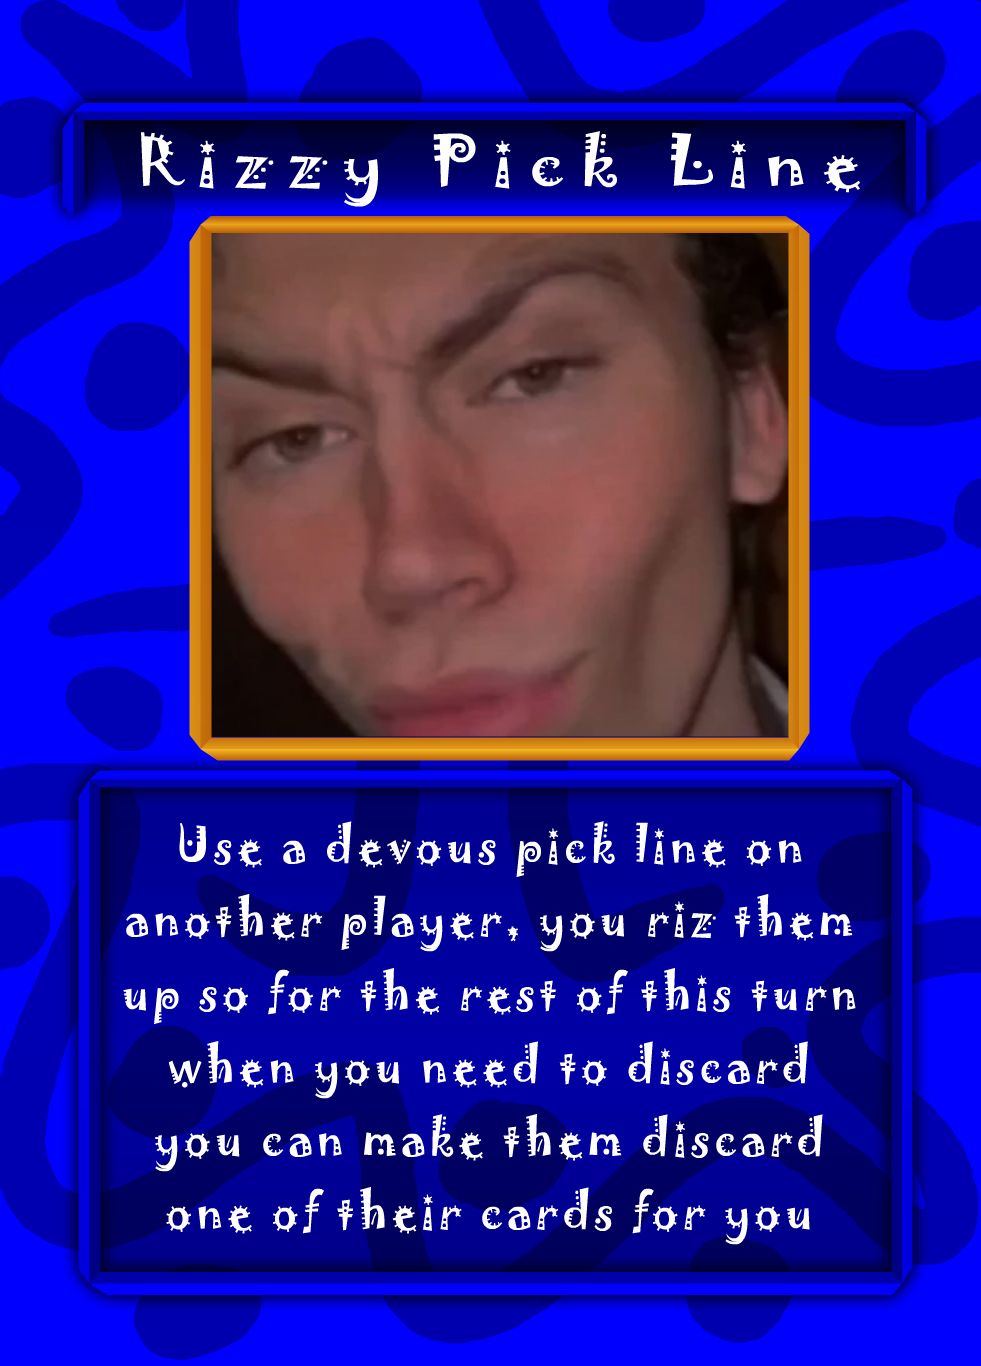 Rizzy Pick Line
Use a devous pick line on
another player, you riz them
up so for the rest of this turn
when you need to discard
you can make them discard
one of their cards for you